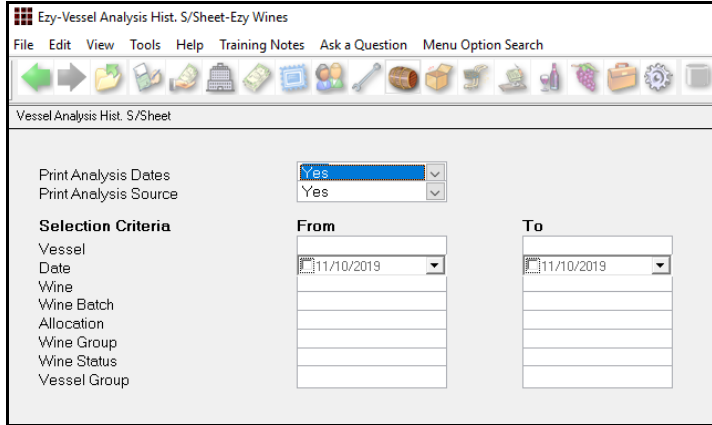 Ezy-Vessel Analysis Hist. S/Sheet-Ezy Wines
File Edit View Tools Help Training Notes Ask a Question Menu Option Search
Vessel Analysis Hist. S/Sheet
Print Analysis Dates Yes
Print Analysis Source Yes
Selection Criteria From To
Vessel
Date 11/10/2019 11/10/2019
Wine
Wine Batch
Allocation
Wine Group
Wine Status
Vessel Group